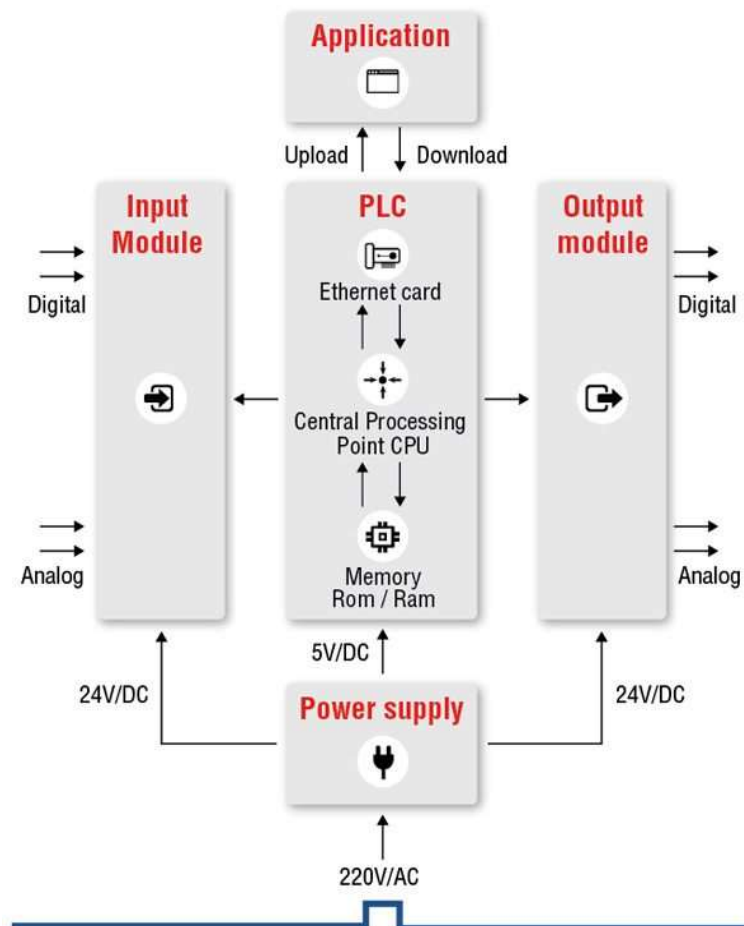 Application
Upload
Download
Input
Module
PLC
Output
module
Ethernet card
Digital
Digital
Central Processing
Point CPU
Analog
Analog
Memory
Rom / Ram
5V/DC
24V/DC
24V/DC
Power supply
220V/AC